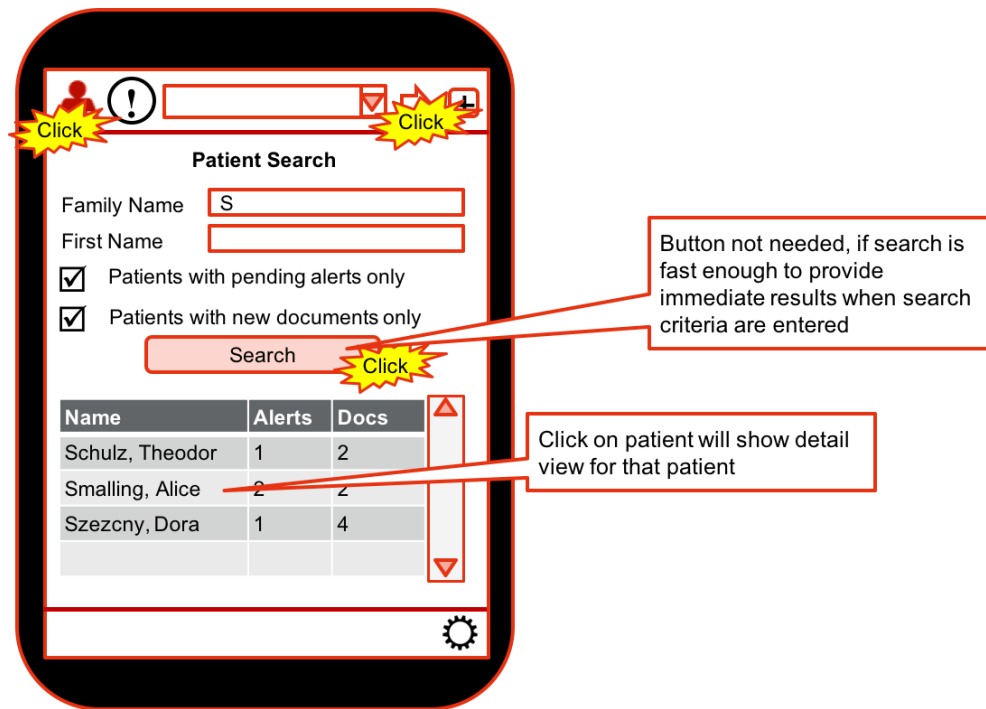 !
Click
Click
Patient Search
Family Name S
First Name
Patients with pending alerts only
Patients with new documents only
Search
Click
Button not needed, if search is
fast enough to provide
immediate results when search
criteria are entered
Name Alerts Docs
Schulz, Theodor 1 2
Smalling, Alice 2 2
Szezcny, Dora 1 4
Click on patient will show detail
view for that patient